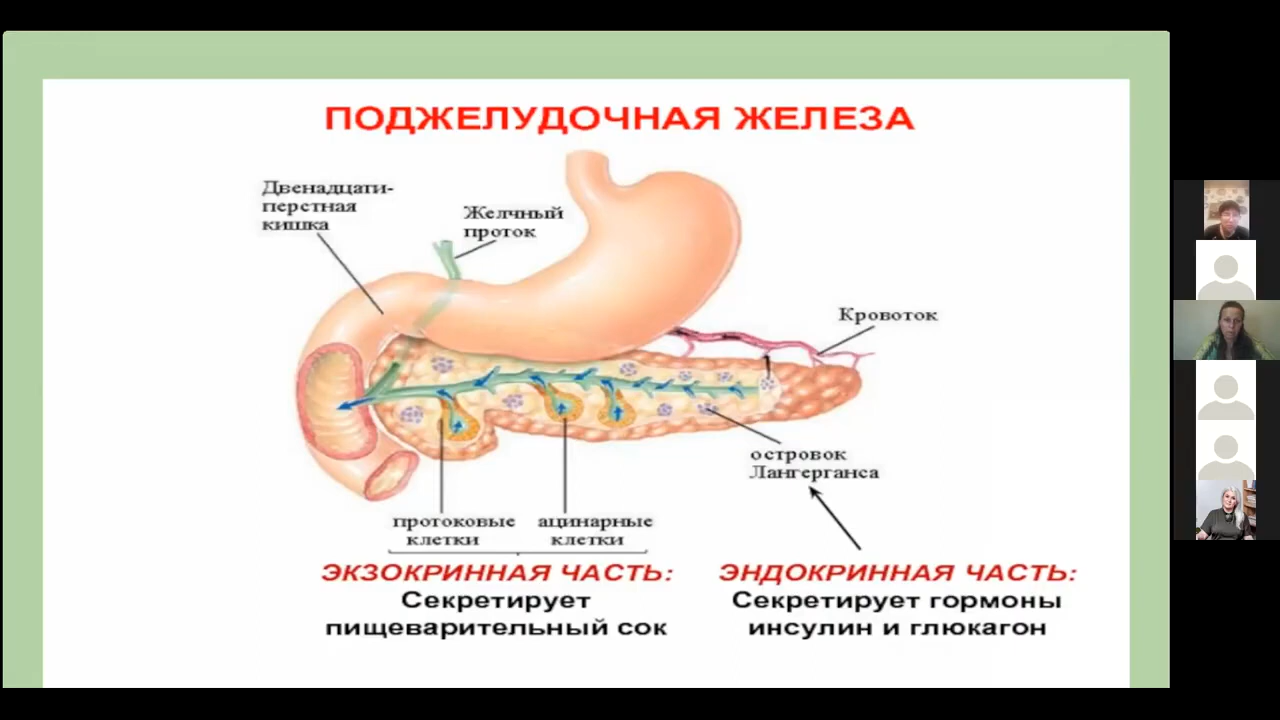 ПОДЖЕЛУДОЧНАЯ ЖЕЛЕЗА
Двенадцати-
перстная
кишка
Желчный
проток
Кровоток
островок
Лангерганса
протоковые
клетки
ацинарные
клетки
ЭКЗОКРИННАЯ ЧАСТЬ:
Секретирует
пищеварительный сок
ЭНДОКРИННАЯ ЧАСТЬ:
Секретирует гормоны
инсулин и глюкагон